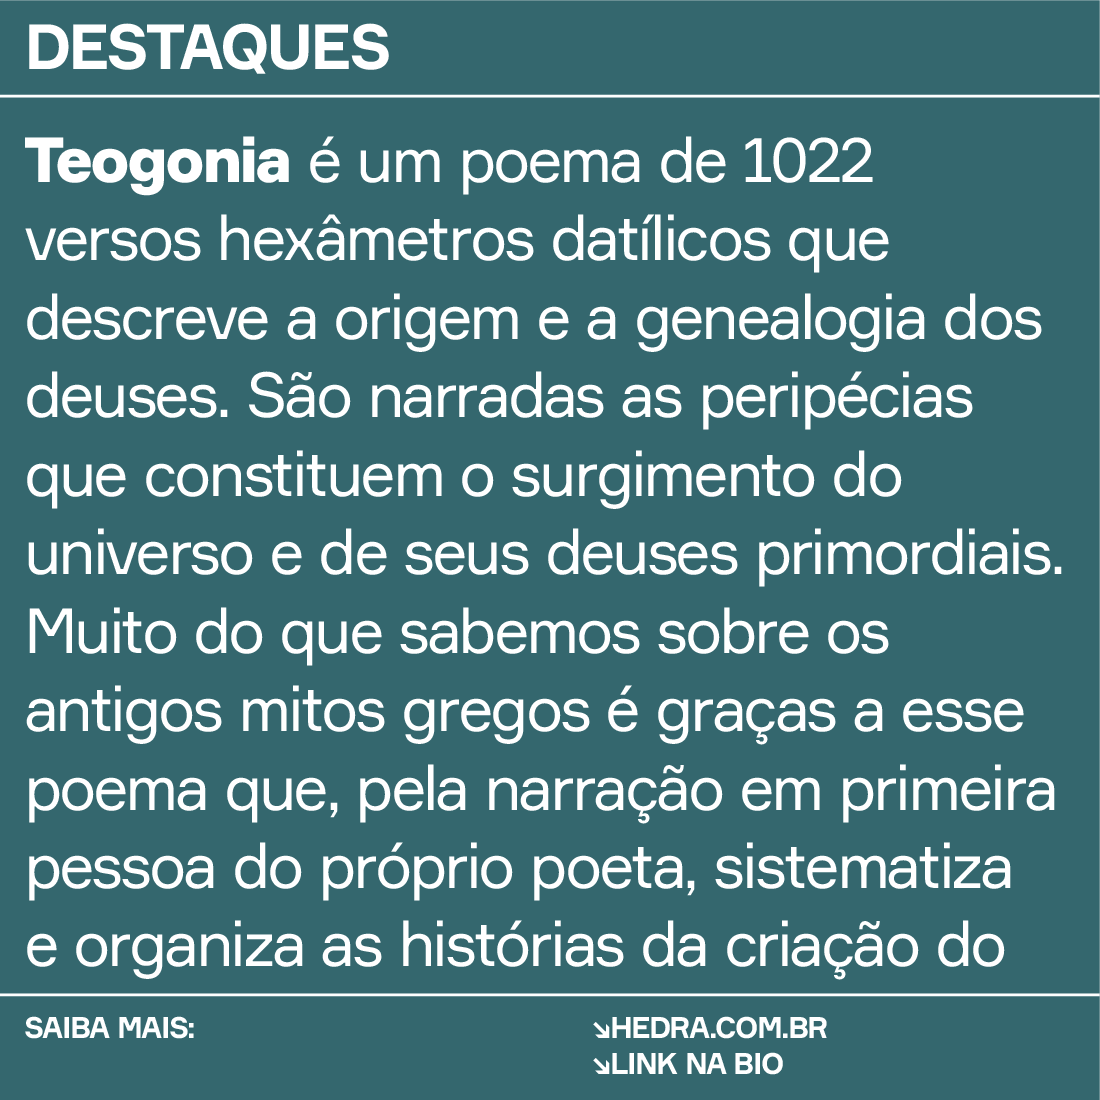 DESTAQUES
Teogonia é um poema de 1022
versos hexâmetros datílicos que
descreve a origem e a genealogia dos
deuses. São narradas as peripécias
que constituem o surgimento do
universo e de seus deuses primordiais.
Muito do que sabemos sobre os
antigos mitos gregos é graças a esse
poema que, pela narração em primeira
pessoa do próprio poeta, sistematiza
e organiza as histórias da criação do
SAIBA MAIS:
↘HEDRA.COM.BR
↘LINK NA BIO